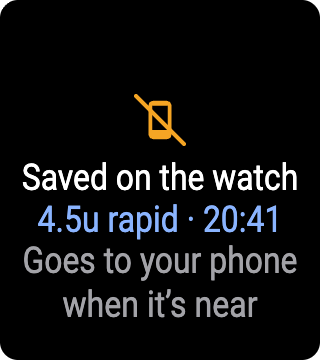 Saved on the watch
4.5u rapid · 20:41
Goes to your phone
when it’s near